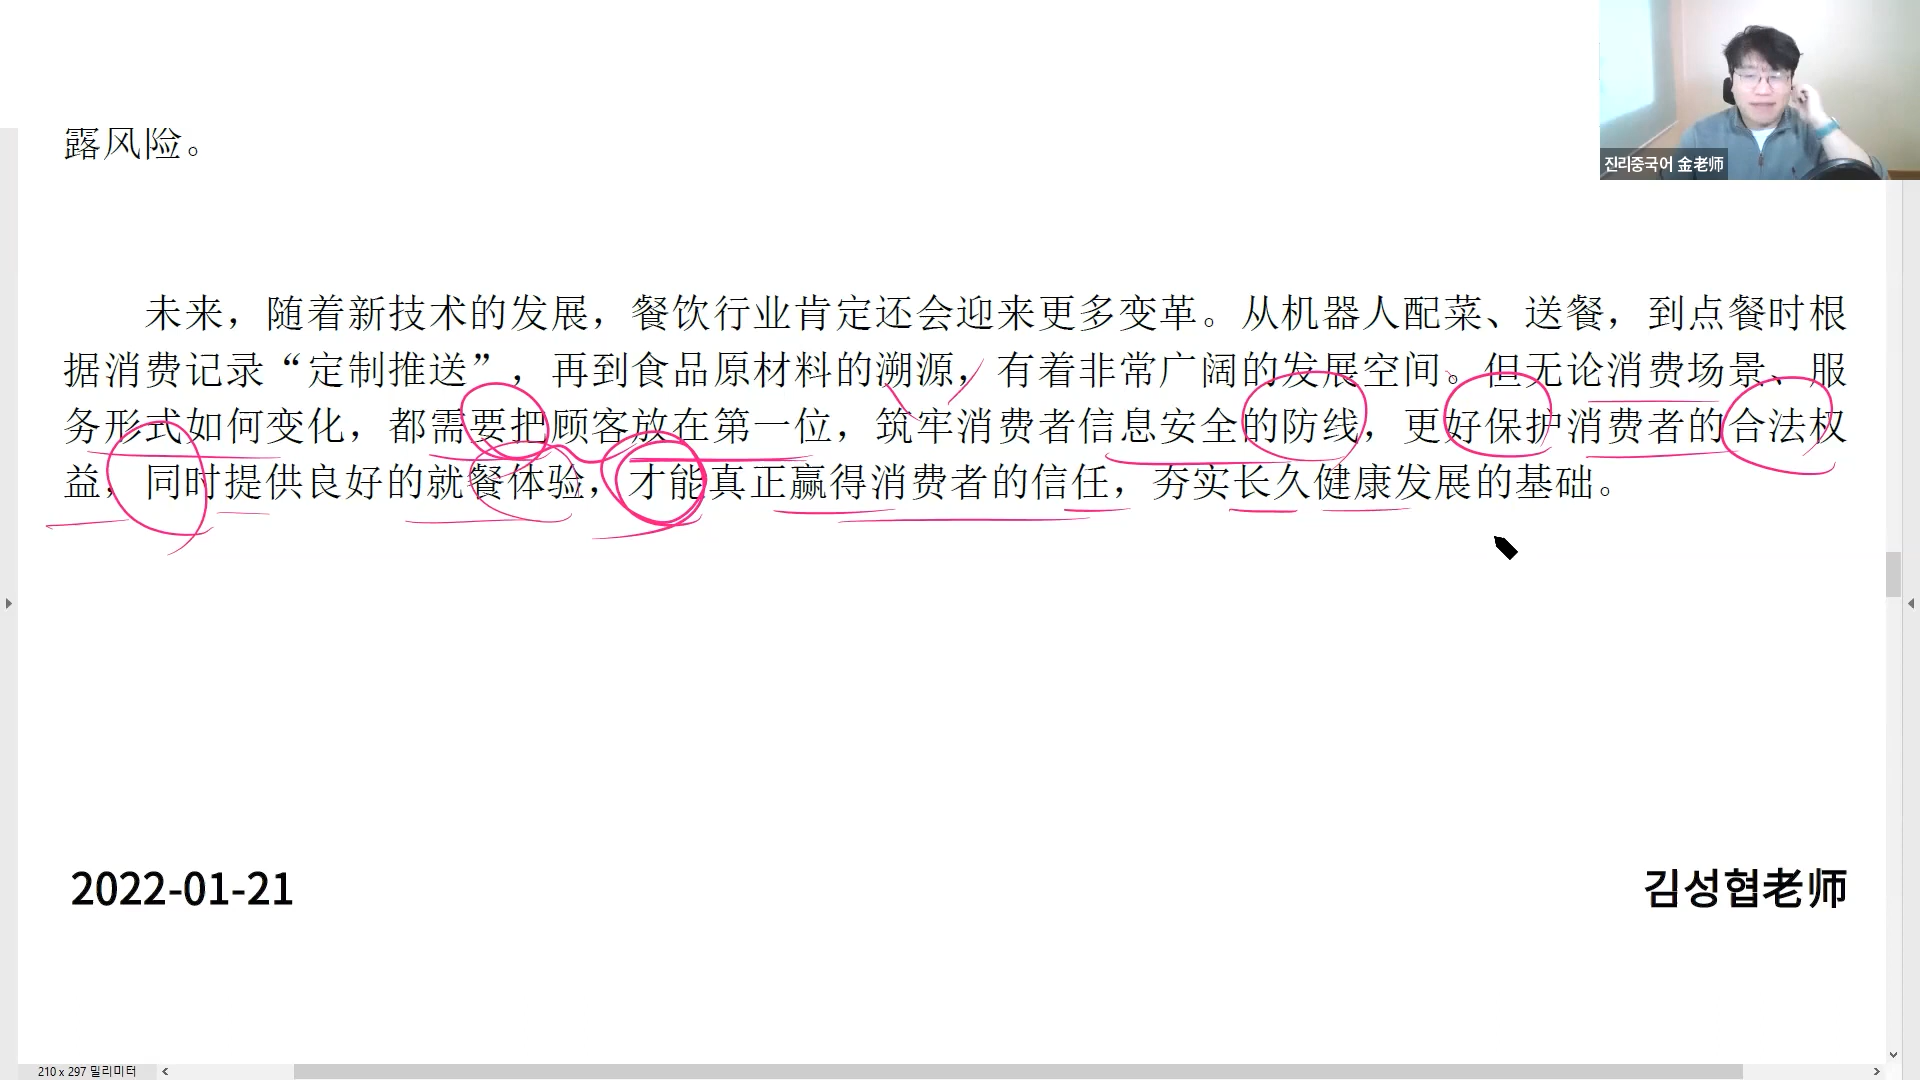 露风险。
진리중국어 金老师
未来，随着新技术的发展，餐饮行业肯定还会迎来更多变革。从机器人配菜、送餐，到点餐时根
据消费记录“定制推送”，再到食品原材料的溯源，有着非常广阔的发展空间。但无论消费场景、服
务形式如何变化，都需要把顾客放在第一位，筑牢消费者信息安全的防线，更好保护消费者的合法权
益，同时提供良好的就餐体验，才能真正赢得消费者的信任，夯实长久健康发展的基础。
2022-01-21
김성협老师
210 x 297 밀리미터